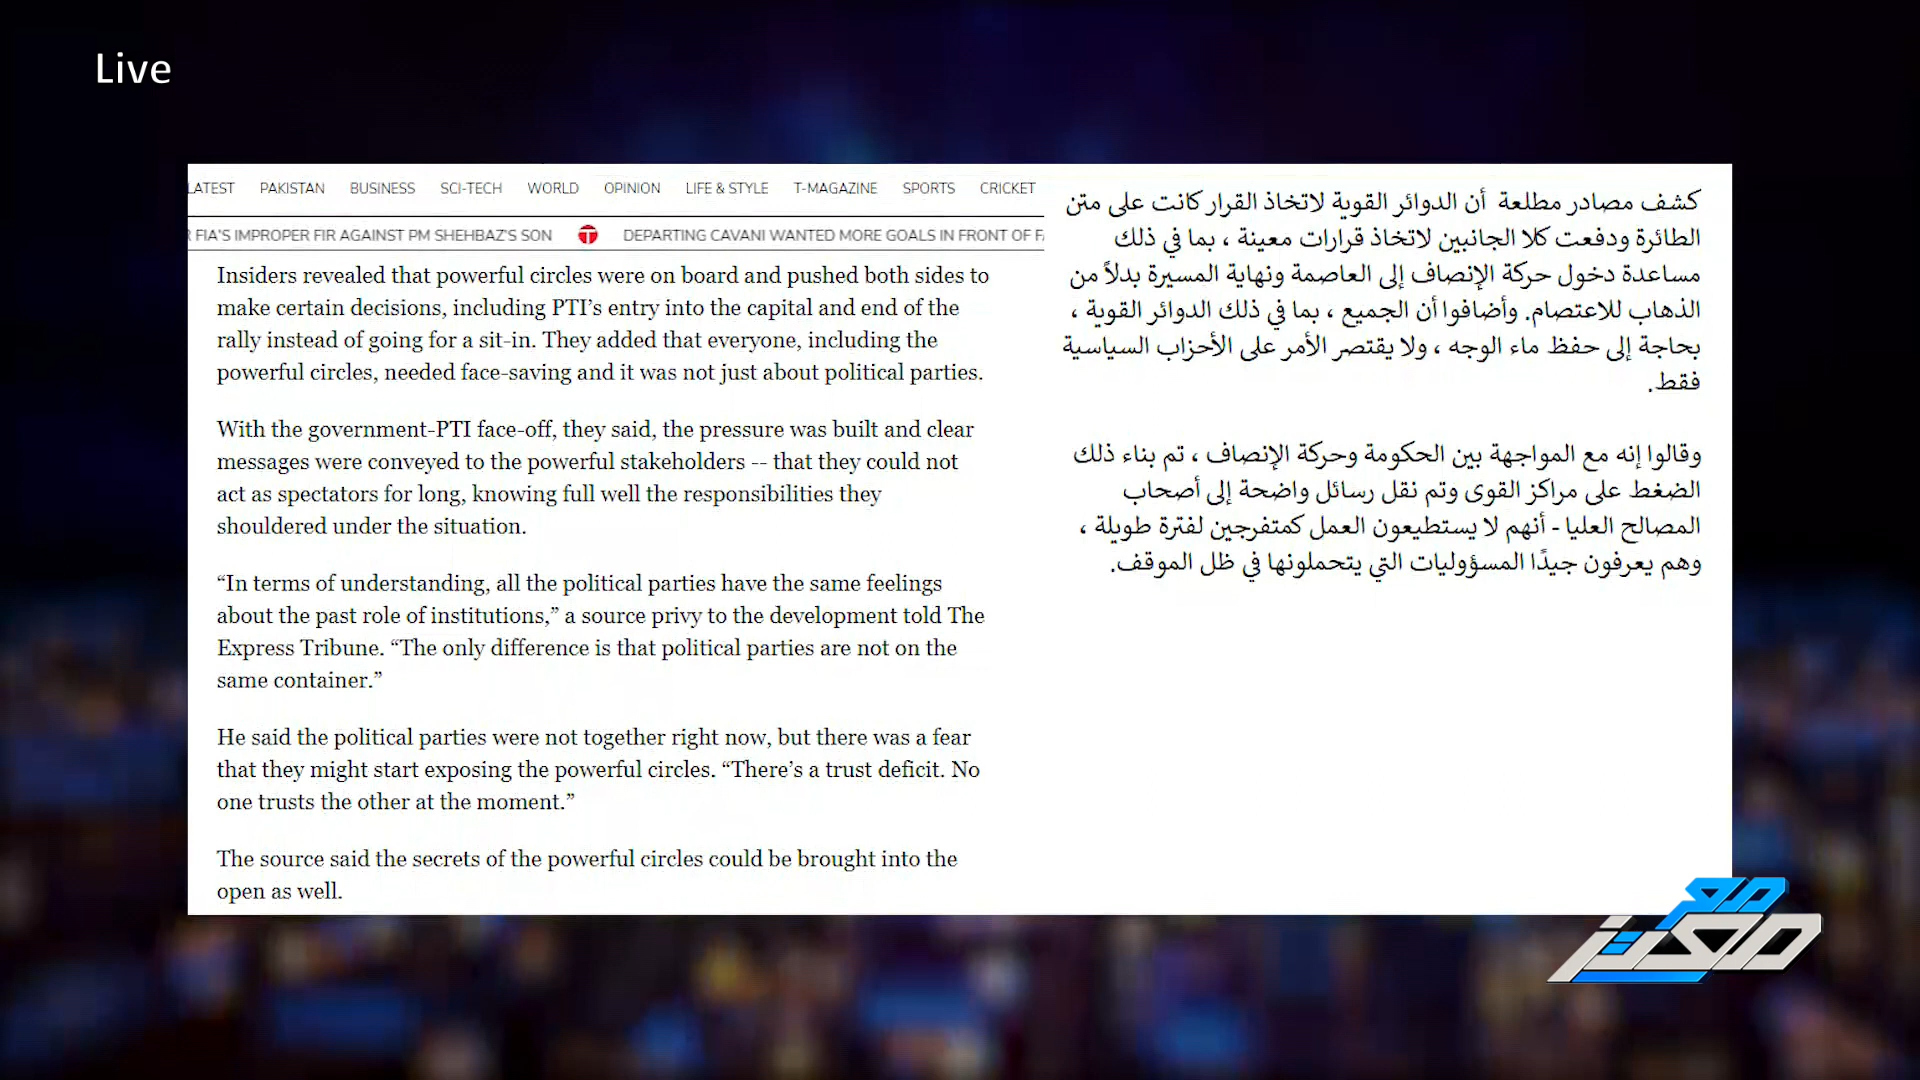 Live
LATEST PAKISTAN BUSINESS SCI-TECH WORLD OPINION LIFE & STYLE T-MAGAZINE SPORTS CRICKET
FIA'S IMPROPER FIR AGAINST PM SHEHBAZ'S SON DEPARTING CAVANI WANTED MORE GOALS IN FRONT OF
Insiders revealed that powerful circles were on board and pushed both sides to
make certain decisions, including PTI’s entry into the capital and end of the
rally instead of going for a sit-in. They added that everyone, including the
powerful circles, needed face-saving and it was not just about political parties.
With the government-PTI face-off, they said, the pressure was built and clear
messages were conveyed to the powerful stakeholders -- that they could not
act as spectators for long, knowing full well the responsibilities they
shouldered under the situation.
“In terms of understanding, all the political parties have the same feelings
about the past role of institutions,” a source privy to the development told The
Express Tribune. “The only difference is that political parties are not on the
same container.”
He said the political parties were not together right now, but there was a fear
that they might start exposing the powerful circles. “There’s a trust deficit. No
one trusts the other at the moment.”
The source said the secrets of the powerful circles could be brought into the
open as well.
كشف مصادر مطلعة أن الدوائر القوية لاتخاذ القرار كانت على متن
الطائرة ودفعت كلا الجانبين لاتخاذ قرارات معينة ، بما في ذلك
مساعدة دخول حركة الإنصاف إلى العاصمة ونهاية المسيرة بدلاً من
الذهاب للاعتصام. وأضافوا أن الجميع ، بما في ذلك الدوائر القوية ،
بحاجة إلى حفظ ماء الوجه ، ولا يقتصر الأمر على الأحزاب السياسية
فقط.
وقالوا إنه مع المواجهة بين الحكومة وحركة الإنصاف ، تم بناء ذلك
الضغط على مراكز القوى وتم نقل رسائل واضحة إلى أصحاب
المصالح العليا - أنهم لا يستطيعون العمل كمتفرجين لفترة طويلة ،
وهم يعرفون جيدًا المسؤوليات التي يتحملونها في ظل الموقف.
مع